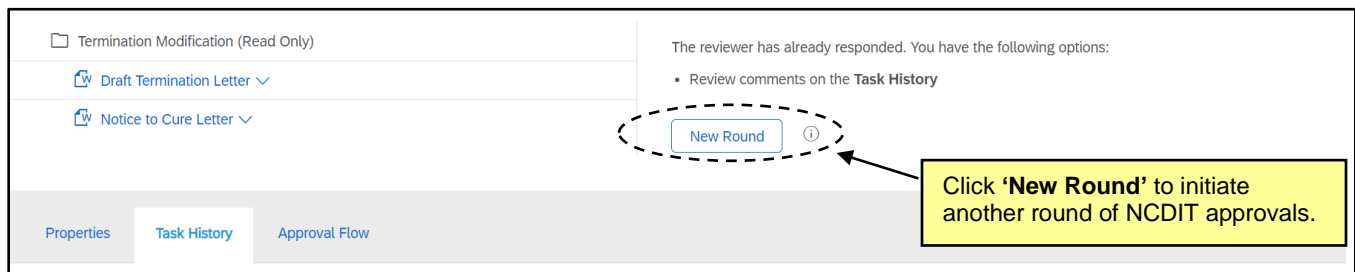 Termination Modification (Read Only)
Draft Termination Letter
Notice to Cure Letter
The reviewer has already responded. You have the following options:
• Review comments on the Task History
New Round
Click ‘New Round’ to initiate
another round of NCDIT approvals.
Properties Task History Approval Flow